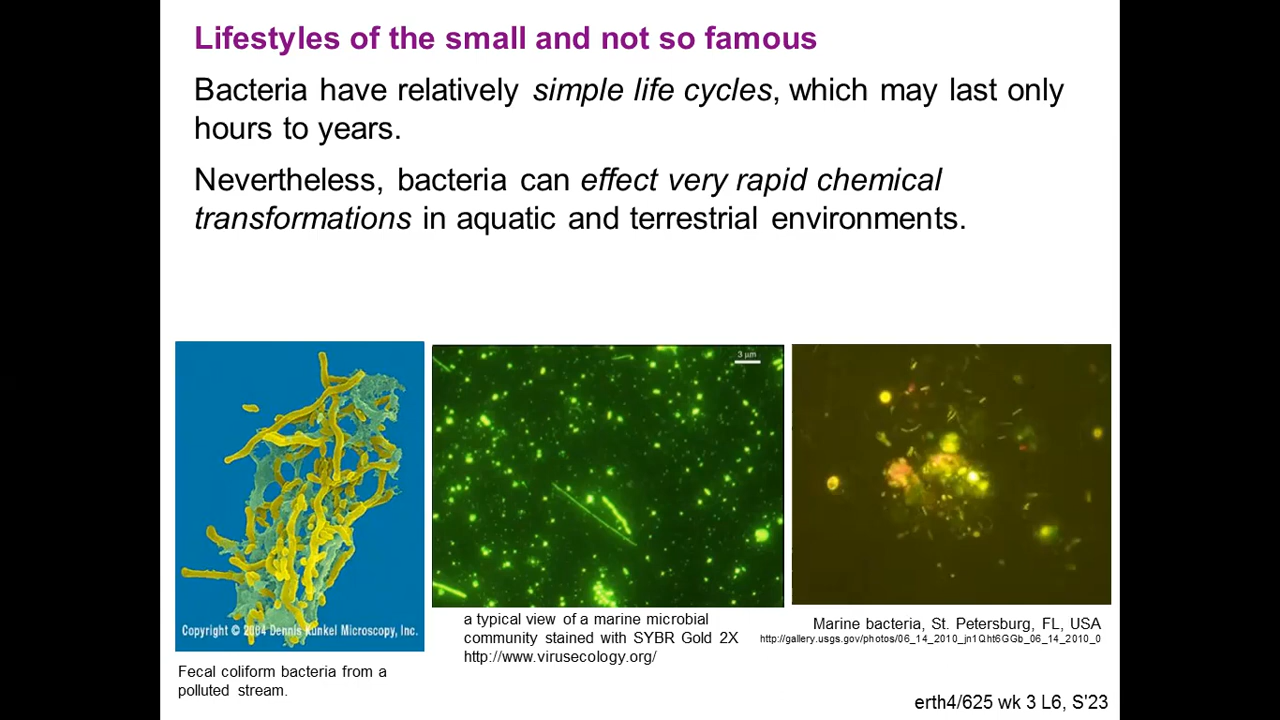 Lifestyles of the small and not so famous
Bacteria have relatively simple life cycles, which may last only
hours to years.
Nevertheless, bacteria can effect very rapid chemical
transformations in aquatic and terrestrial environments.
3 µm
Copyright © 2004 Dennis Kunkel Microscopy, Inc.
Fecal coliform bacteria from a
polluted stream.
a typical view of a marine microbial
community stained with SYBR Gold 2X
http://www.virusecology.org/
Marine bacteria, St. Petersburg, FL, USA
http://gallery.usgs.gov/photos/06_14_2010_jn1Qht6GGb_06_14_2010_0
erth4/625 wk 3 L6, S'23